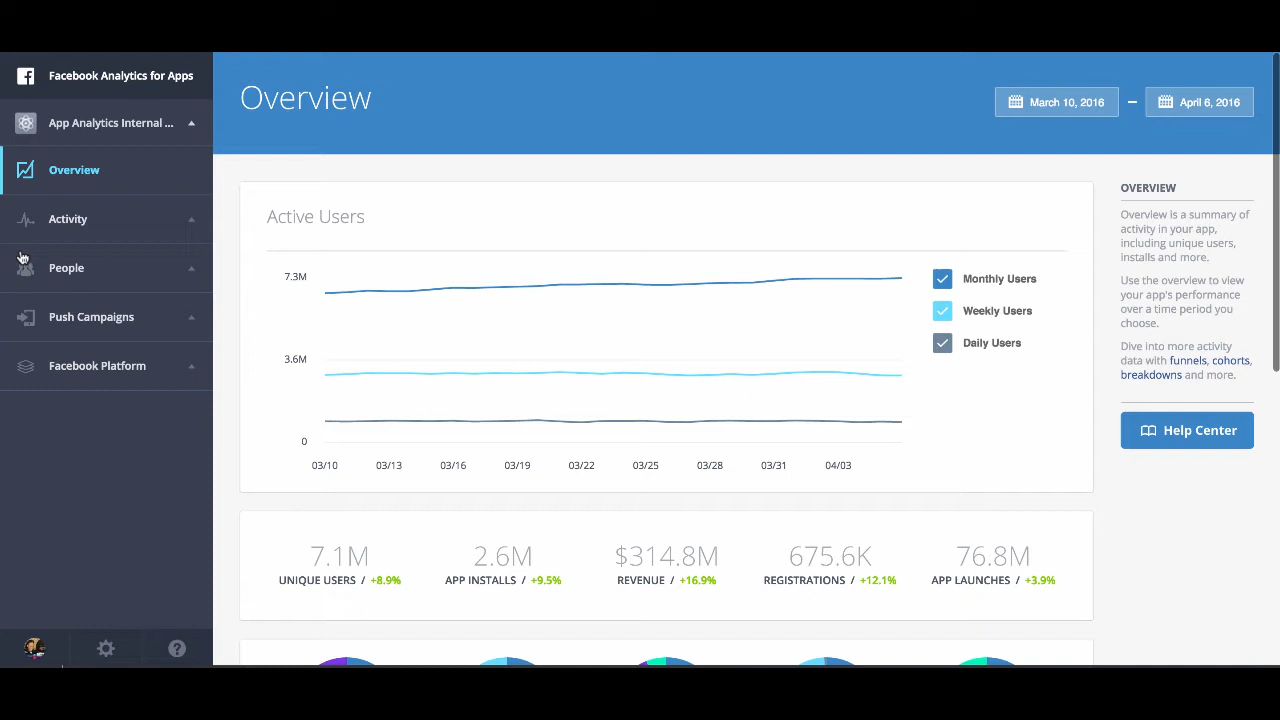 Facebook Analytics for Apps
App Analytics Internal ...
Overview
Activity
People
Push Campaigns
Facebook Platform
Overview
March 10, 2016 – April 6, 2016
Active Users
7.3M
3.6M
0
03/10 03/13 03/16 03/19 03/22 03/25 03/28 03/31 04/03
Monthly Users
Weekly Users
Daily Users
7.1M 2.6M $314.8M 675.6K 76.8M
UNIQUE USERS / +8.9% APP INSTALLS / +9.5% REVENUE / +16.9% REGISTRATIONS / +12.1% APP LAUNCHES / +3.9%
OVERVIEW
Overview is a summary of
activity in your app,
including unique users,
installs and more.
Use the overview to view
your app's performance
over a time period you
choose.
Dive into more activity
data with funnels, cohorts,
breakdowns and more.
Help Center